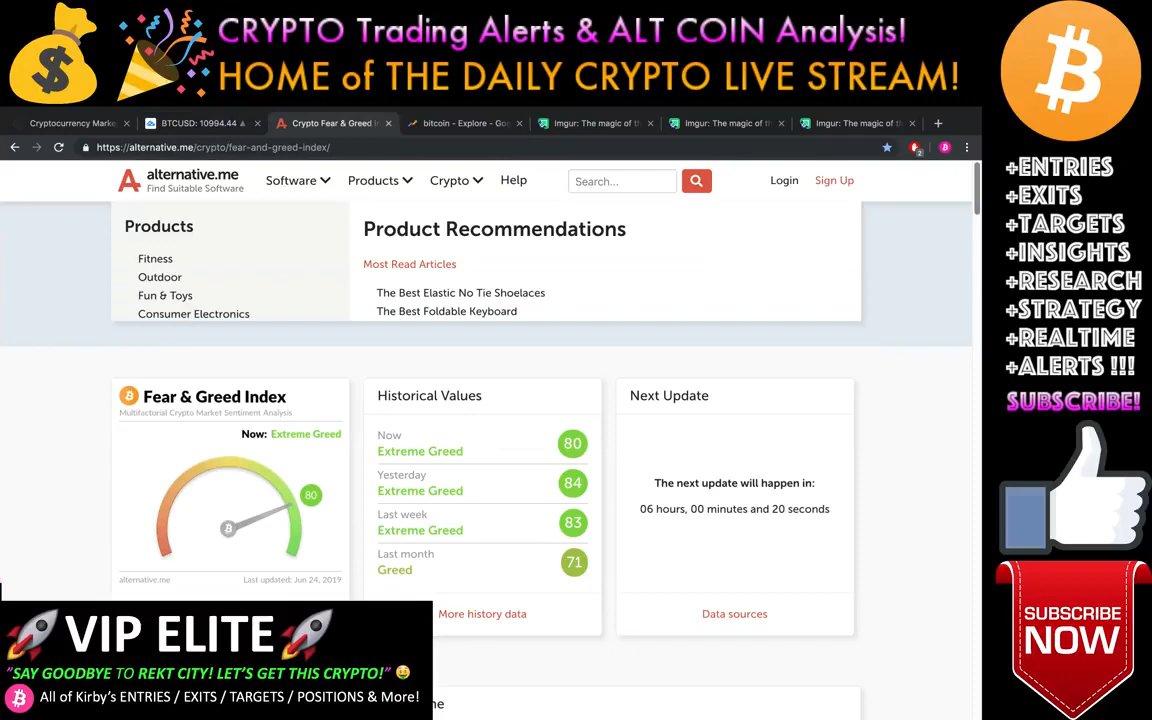 CRYPTO Trading Alerts & ALT COIN Analysis!
HOME of THE DAILY CRYPTO LIVE STREAM!
Cryptocurrency Marke
BTCUSD: 10994.44
Crypto Fear & Greed I
bitcoin - Explore - Go
Imgur: The magic of t
Imgur: The magic of t
Imgur: The magic of t
https://alternative.me/crypto/fear-and-greed-index/
2
alternative.me
Find Suitable Software
Software
Products
Crypto
Help
Search...
Login
Sign Up
Products
Fitness
Outdoor
Fun & Toys
Consumer Electronics
Product Recommendations
Most Read Articles
The Best Elastic No Tie Shoelaces
The Best Foldable Keyboard
Fear & Greed Index
Multifactorial Crypto Market Sentiment Analysis
Now: Extreme Greed
80
alternative.me
Last updated: Jun 24, 2019
Historical Values
Now
Extreme Greed
80
Yesterday
Extreme Greed
84
Last week
Extreme Greed
83
Last month
Greed
71
More history data
Next Update
The next update will happen in:
06 hours, 00 minutes and 20 seconds
Data sources
VIP ELITE
"SAY GOODBYE TO REKT CITY! LET'S GET THIS CRYPTO!"
All of Kirby's ENTRIES / EXITS / TARGETS / POSITIONS & More!
+ENTRIES
+EXITS
+TARGETS
+INSIGHTS
+RESEARCH
+STRATEGY
+REALTIME
+ALERTS !!!
SUBSCRIBE!
SUBSCRIBE
NOW